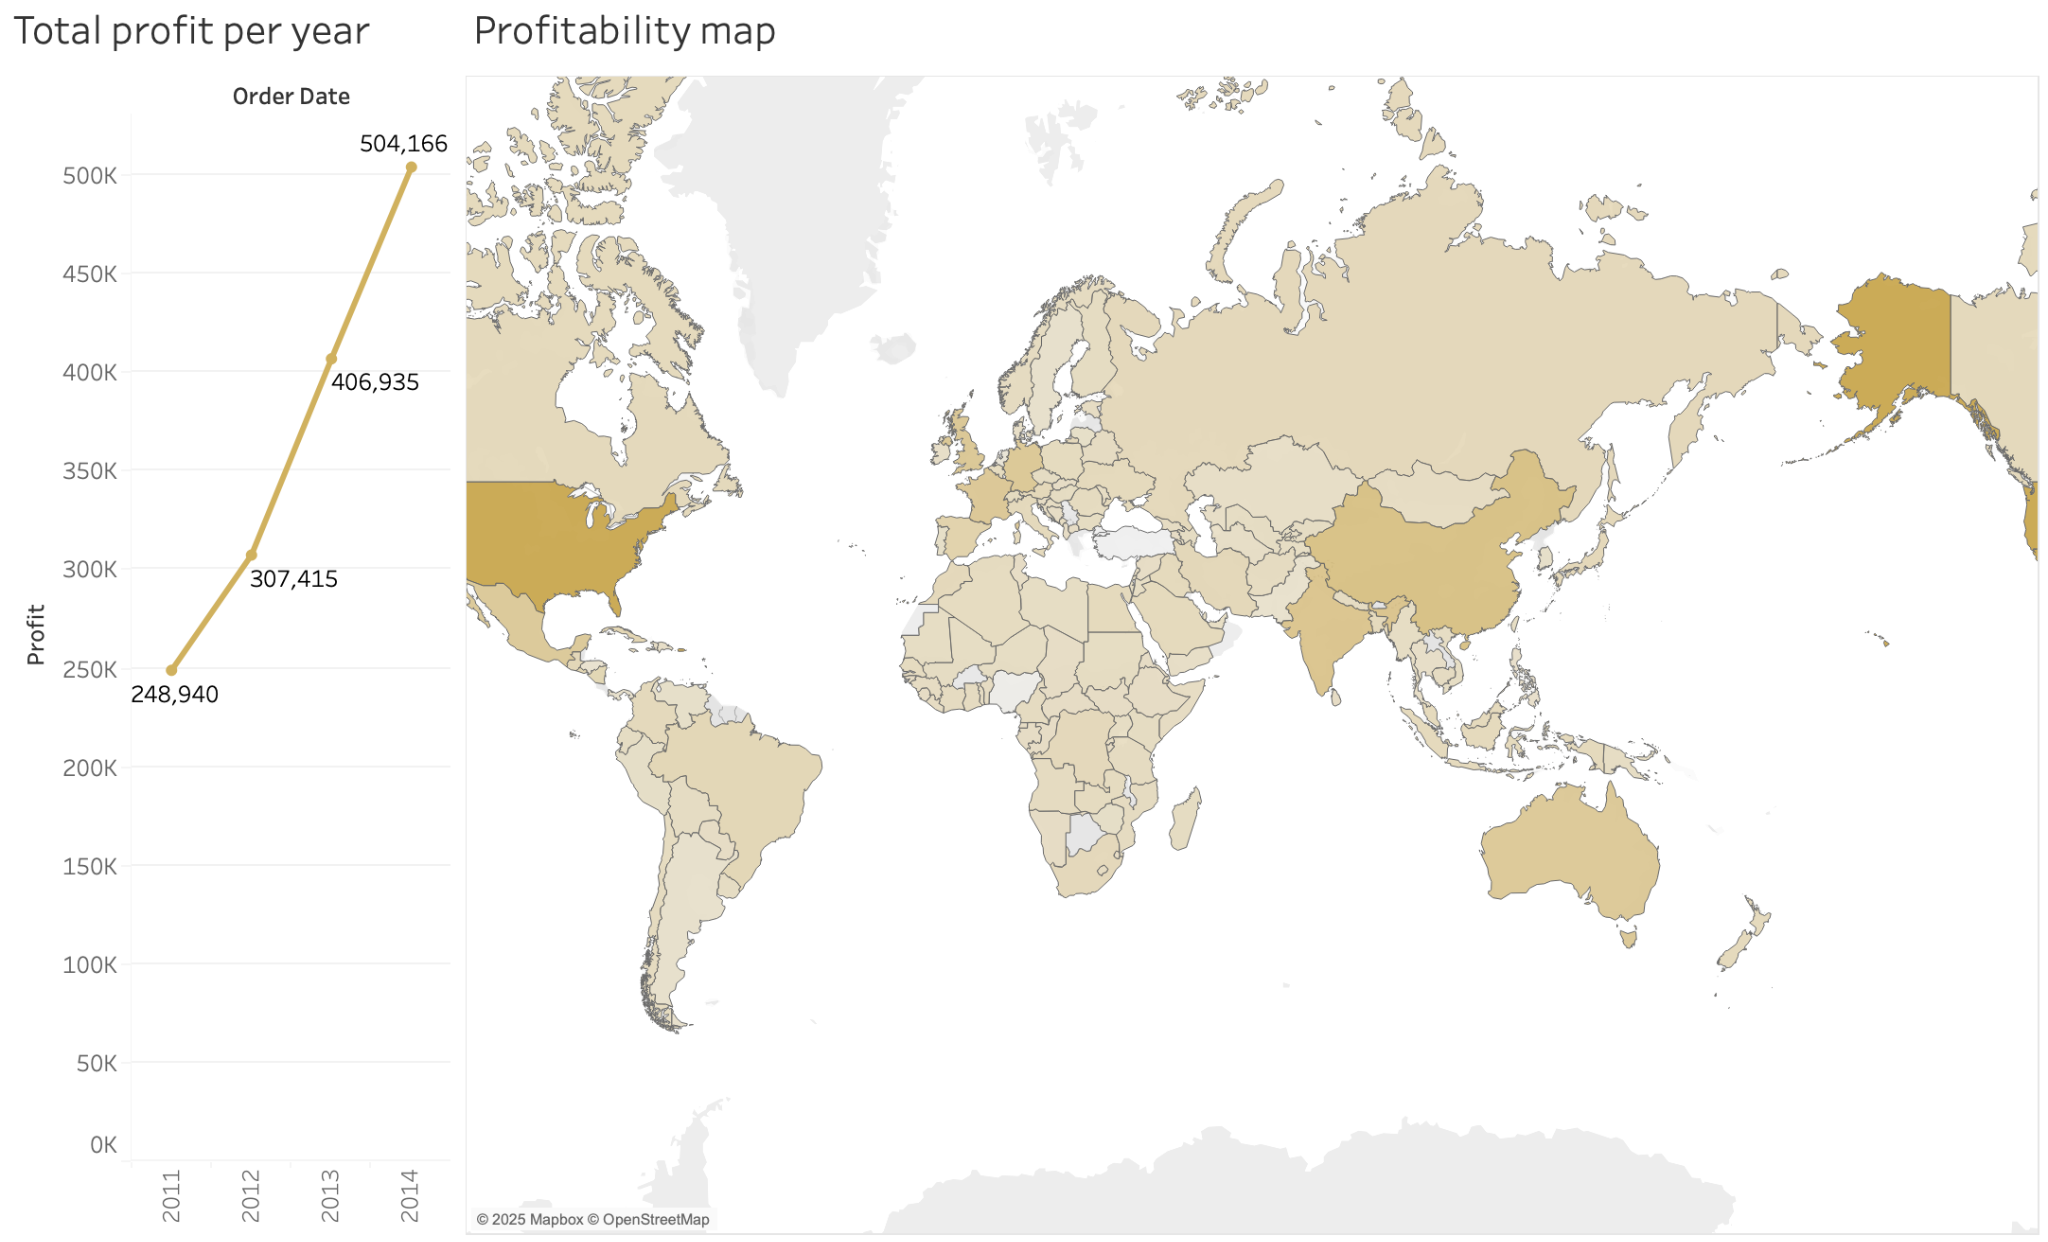 Total profit per year
Profitability map
Order Date
504,166
500K
450K
400K
406,935
350K
300K
307,415
Profit
250K
248,940
200K
150K
100K
50K
0K
2011
2012
2013
2014
© 2025 Mapbox © OpenStreetMap